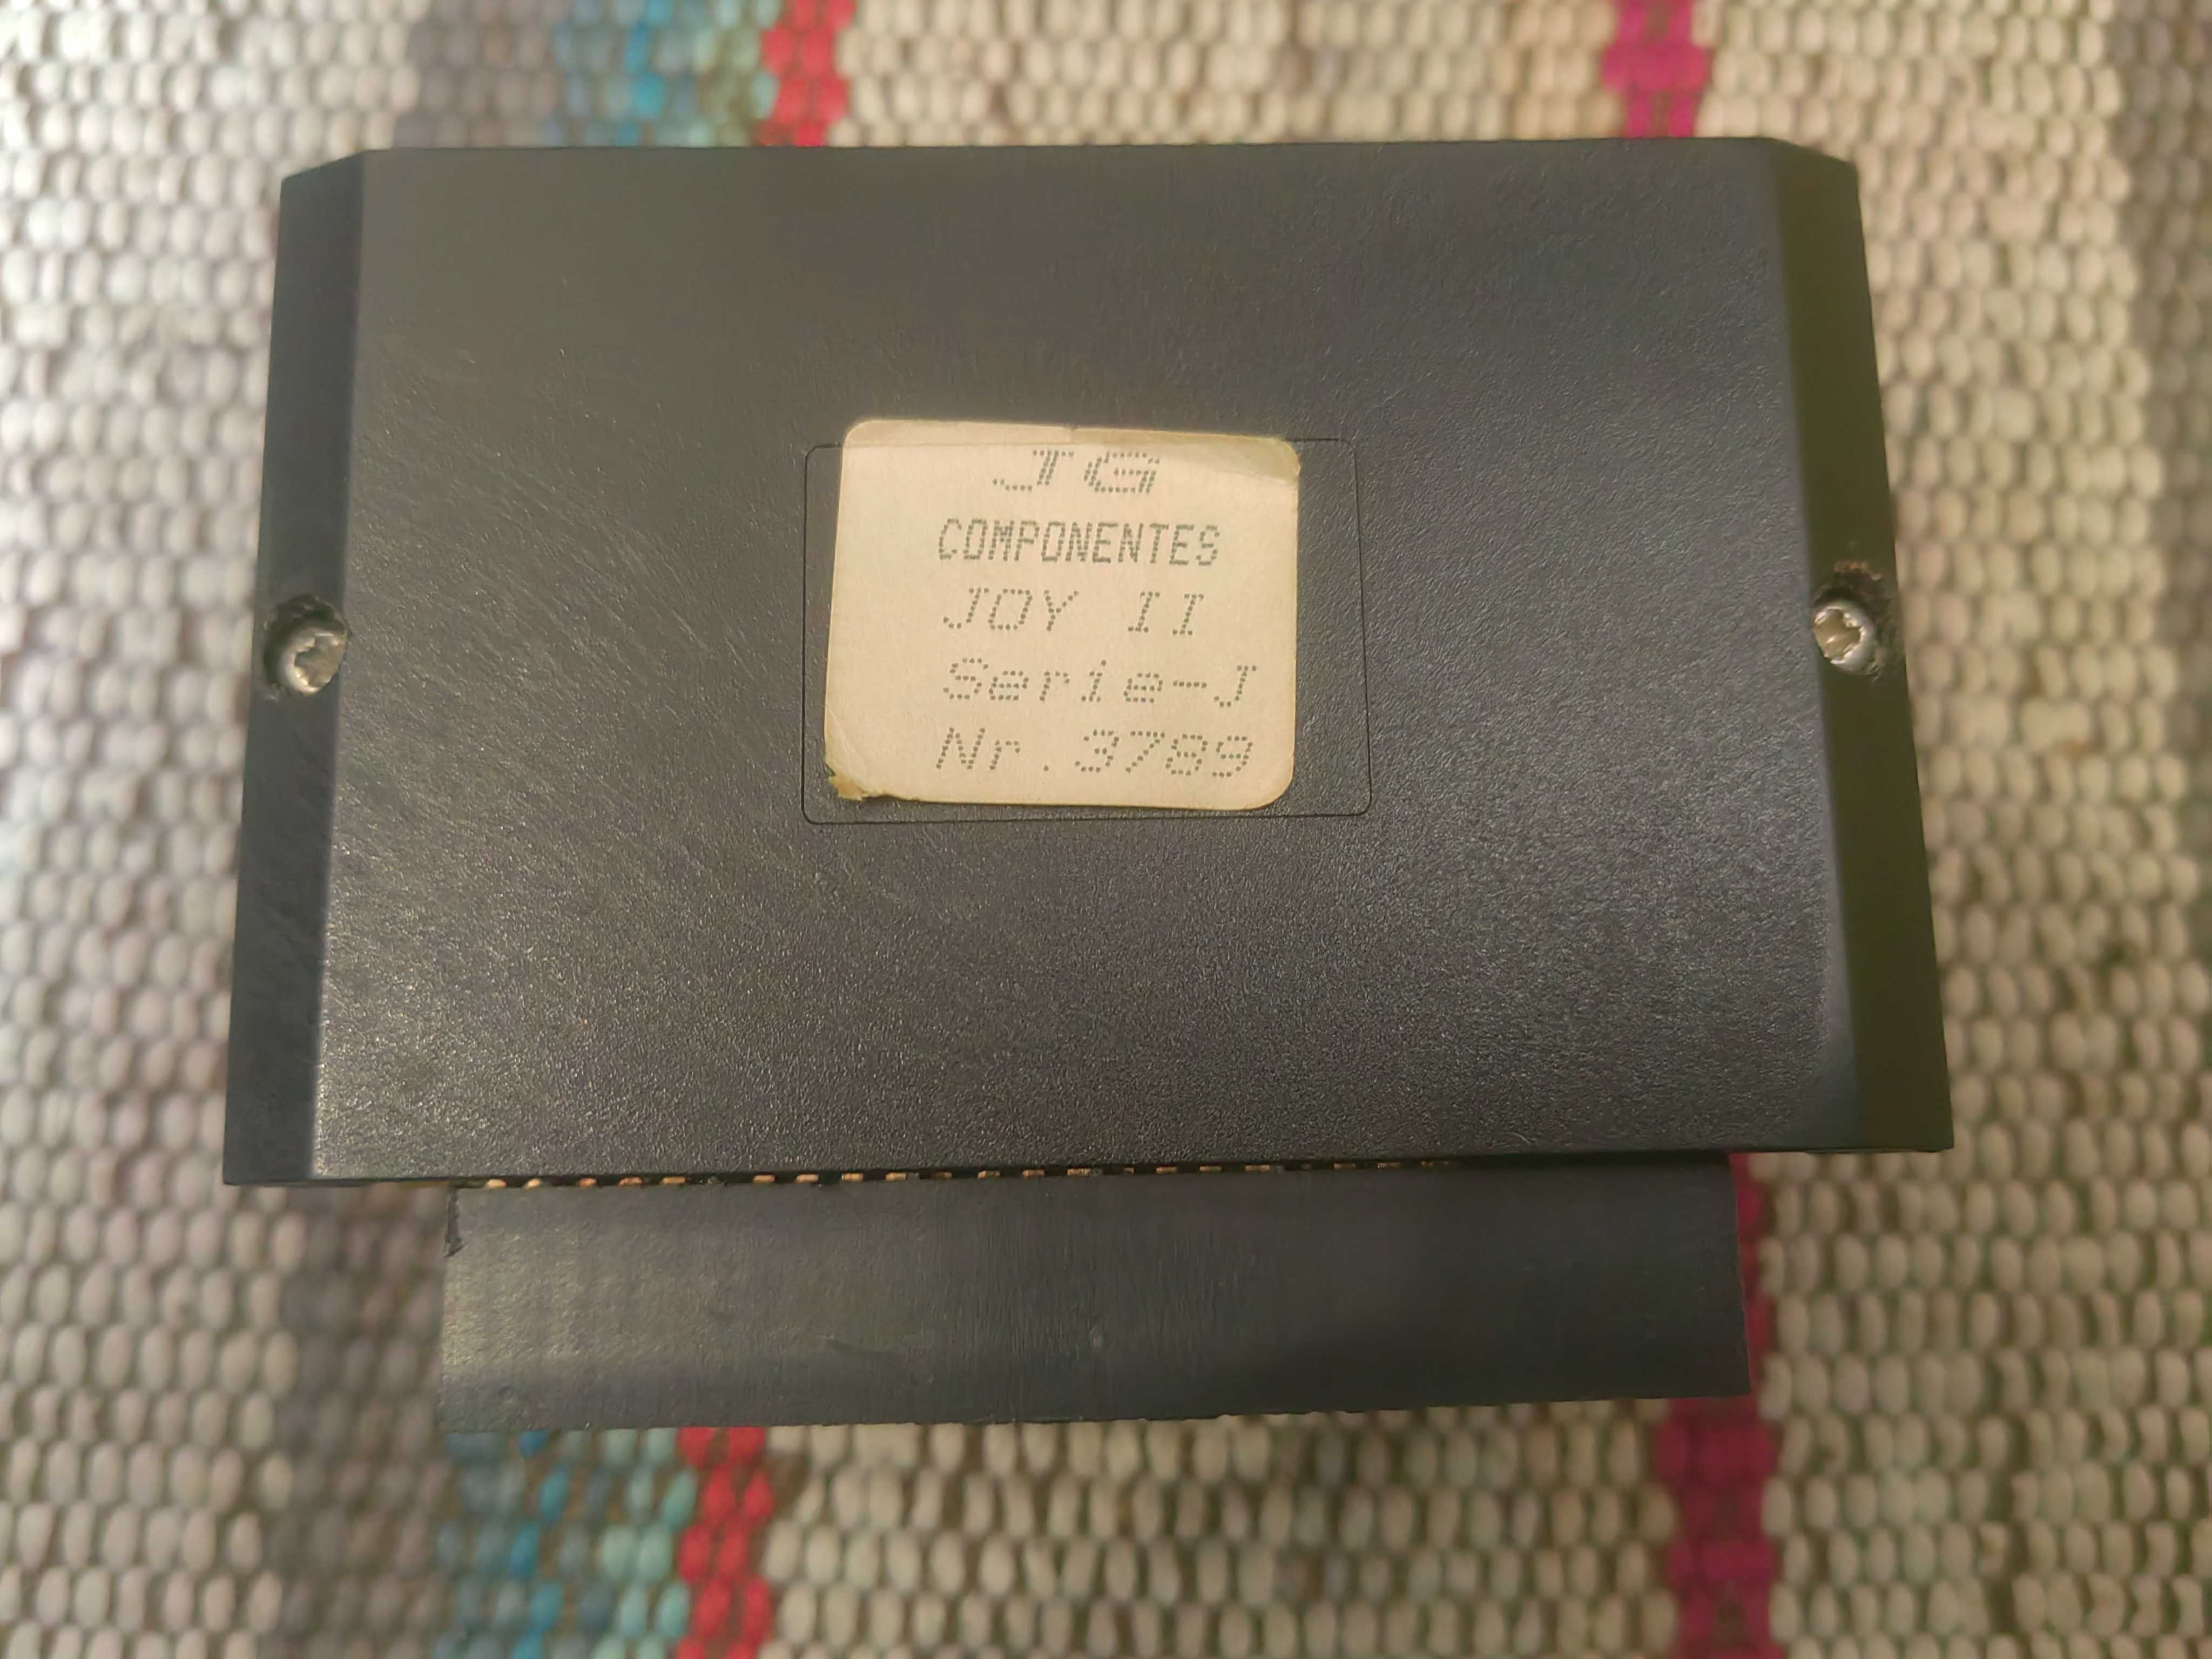 JG
COMPONENTES
JOY II
Serie-J
Nr.3789